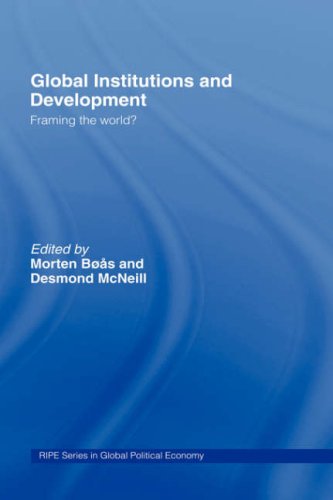 Global Institutions and
Development
Framing the world?
Edited by
Morten Bøås and
Desmond McNeill
RIPE Series in Global Political Economy